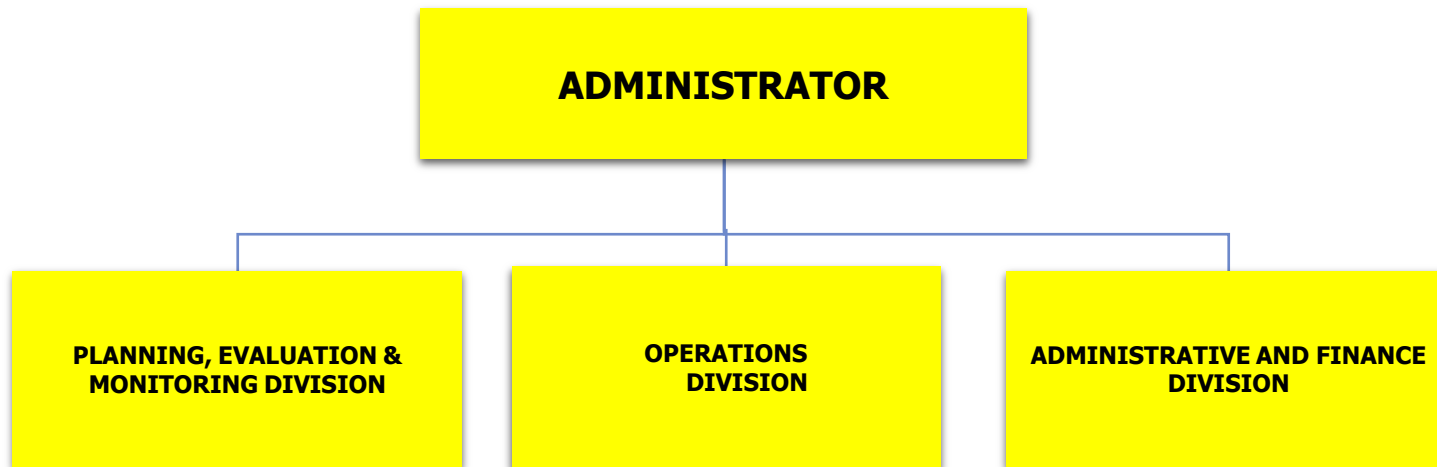 ADMINISTRATOR
PLANNING, EVALUATION &
MONITORING DIVISION
OPERATIONS
DIVISION
ADMINISTRATIVE AND FINANCE
DIVISION